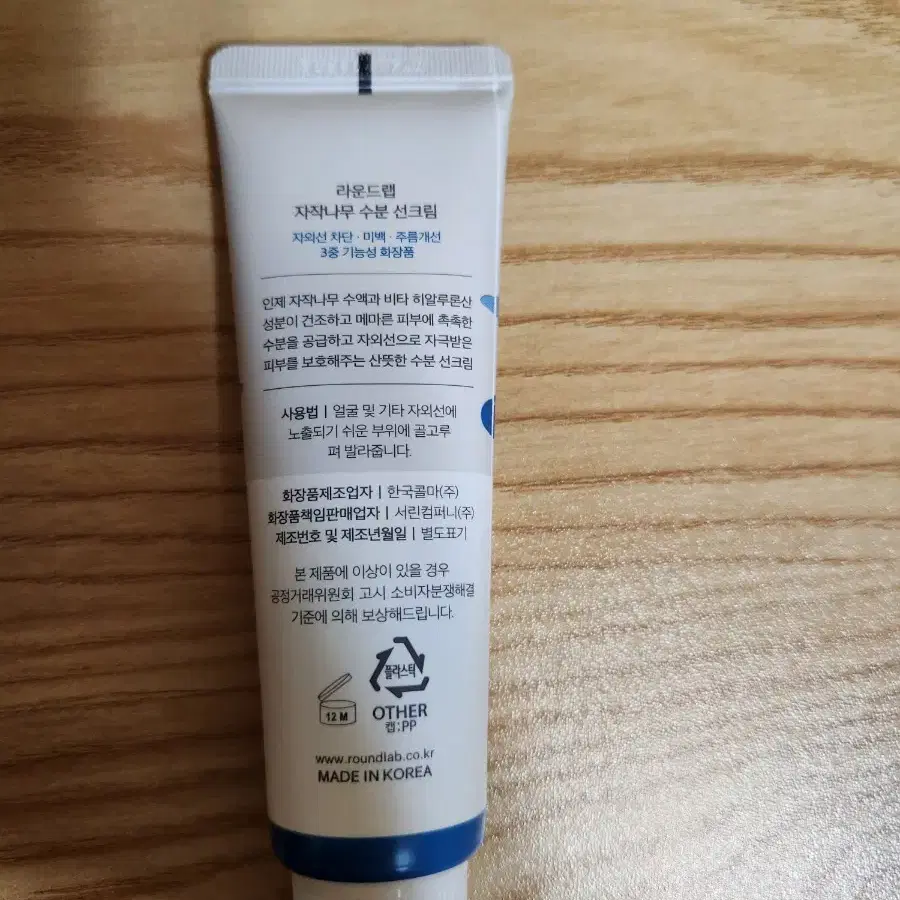 라운드랩
자작나무 수분 선크림
자외선 차단 · 미백 · 주름개선
3중 기능성 화장품
인제 자작나무 수액과 비타 히알루론산
성분이 건조하고 메마른 피부에 촉촉한
수분을 공급하고 자외선으로 자극받은
피부를 보호해주는 산뜻한 수분 선크림
사용법 | 얼굴 및 기타 자외선에
노출되기 쉬운 부위에 골고루
펴 발라줍니다.
화장품제조업자 | 한국콜마(주)
화장품책임판매업자 | 서린컴퍼니(주)
제조번호 및 제조년월일 | 별도표기
본 제품에 이상이 있을 경우
공정거래위원회 고시 소비자분쟁해결
기준에 의해 보상해드립니다.
플라스틱
12 M
OTHER
캡:PP
www.roundlab.co.kr
MADE IN KOREA